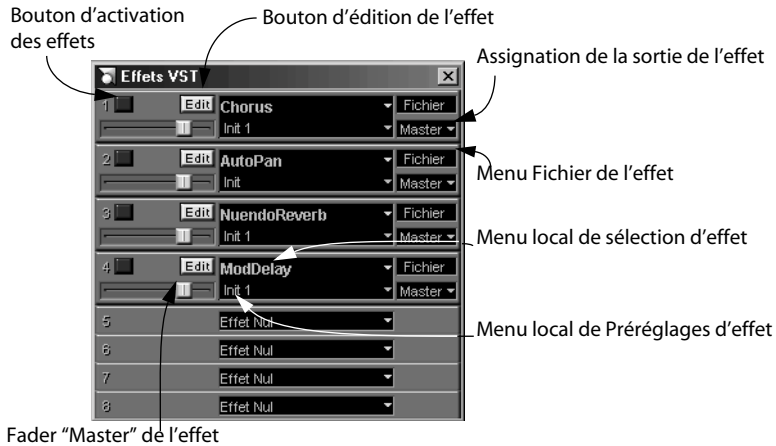 Bouton d'activation
des effets
Bouton d'édition de l'effet
Assignation de la sortie de l'effet
Effets VST
1 Edit Chorus Fichier
Init 1 Master
2 Edit AutoPan Fichier
Init Master
Menu Fichier de l'effet
3 Edit NuendoReverb Fichier
Init 1 Master
Menu local de sélection d'effet
4 Edit ModDelay Fichier
Init 1 Master
5 Effet Nul
Menu local de Préréglages d'effet
6 Effet Nul
7 Effet Nul
8 Effet Nul
Fader "Master" de l'effet